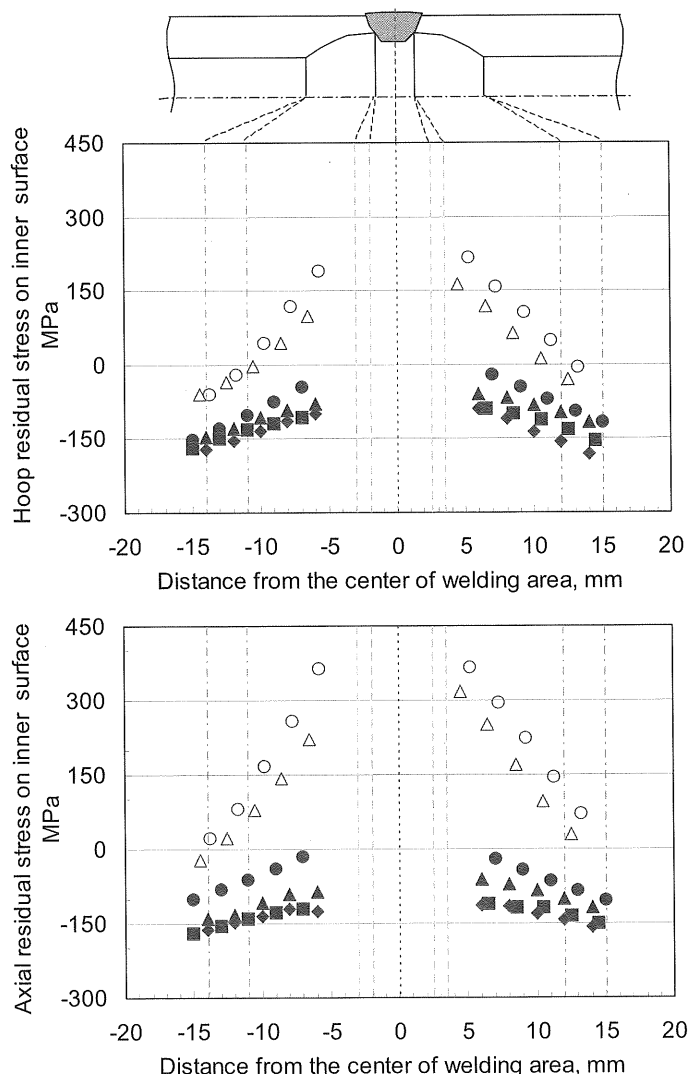 450
300
150
0
-150
-300
Hoop residual stress on inner surface
MPa
-20 -15 -10 -5 0 5 10 15 20
Distance from the center of welding area, mm
450
300
150
0
-150
-300
Axial residual stress on inner surface
MPa
-20 -15 -10 -5 0 5 10 15 20
Distance from the center of welding area, mm